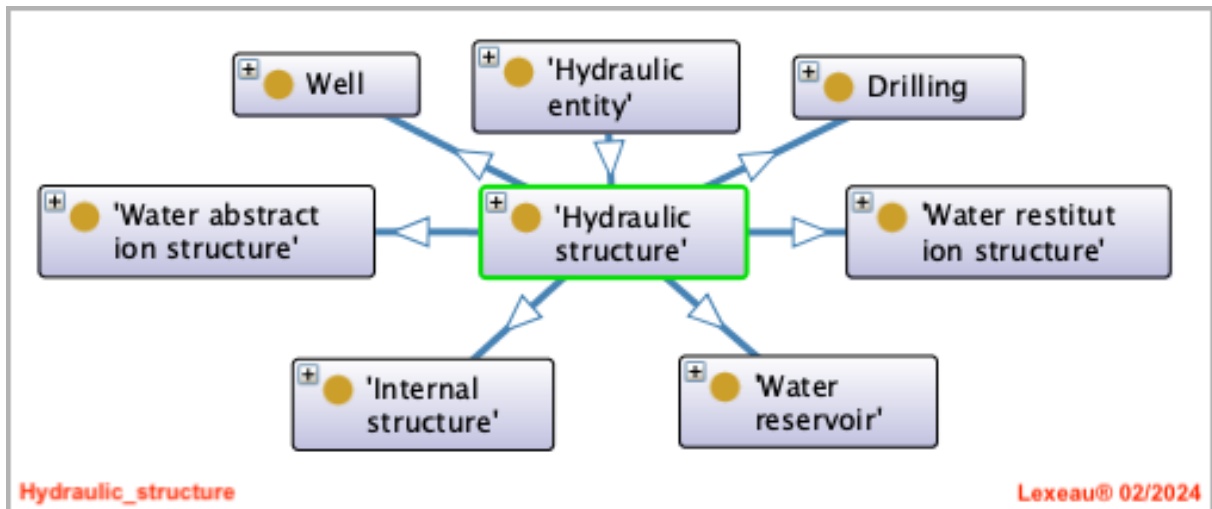 Well
'Hydraulic
entity'
Drilling
'Water abstract
ion structure'
'Hydraulic
structure'
'Water restitut
ion structure'
'Internal
structure'
'Water
reservoir'
Hydraulic_structure
Lexeau® 02/2024